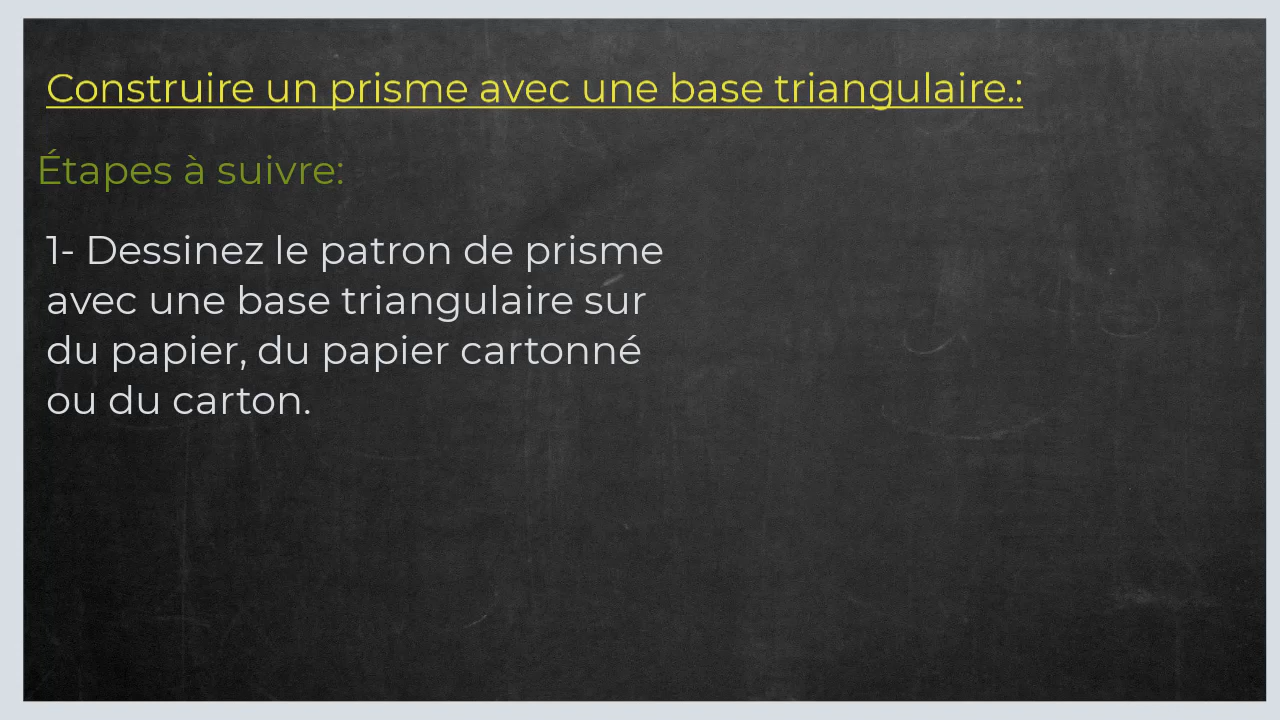 Construire un prisme avec une base triangulaire.:
Étapes à suivre:
1- Dessinez le patron de prisme
avec une base triangulaire sur
du papier, du papier cartonné
ou du carton.